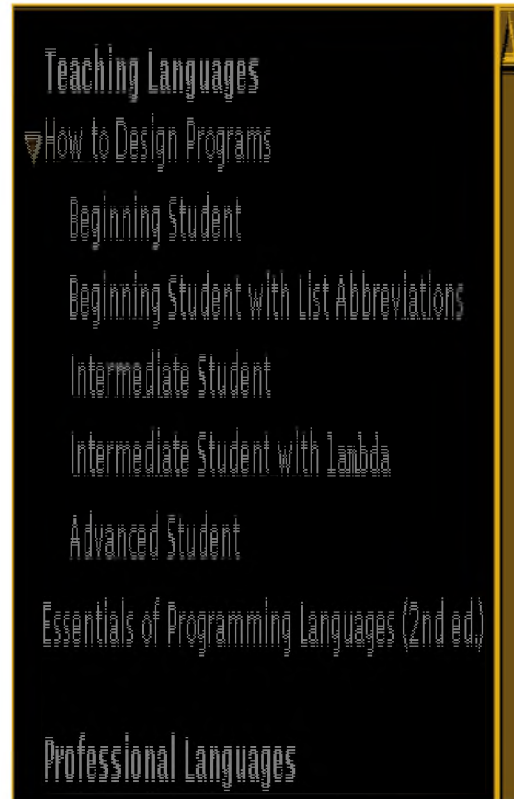 Teaching Languages
How to Design Programs
Beginning Student
Beginning Student with List Abbreviations
Intermediate Student
Intermediate Student with lambda
Advanced Student
Essentials of Programming Languages (2nd ed.)
Professional Languages